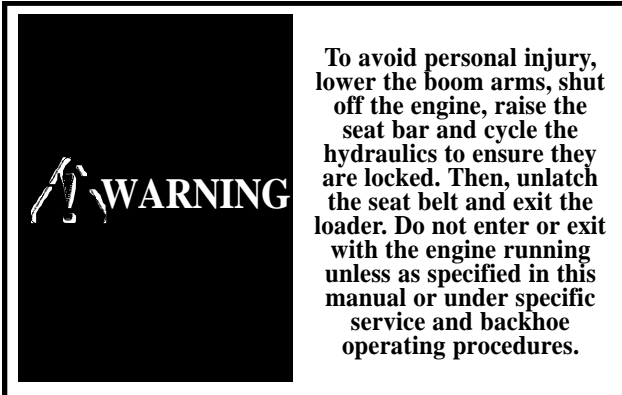 WARNING
To avoid personal injury,
lower the boom arms, shut
off the engine, raise the
seat bar and cycle the
hydraulics to ensure they
are locked. Then, unlatch
the seat belt and exit the
loader. Do not enter or exit
with the engine running
unless as specified in this
manual or under specific
service and backhoe
operating procedures.